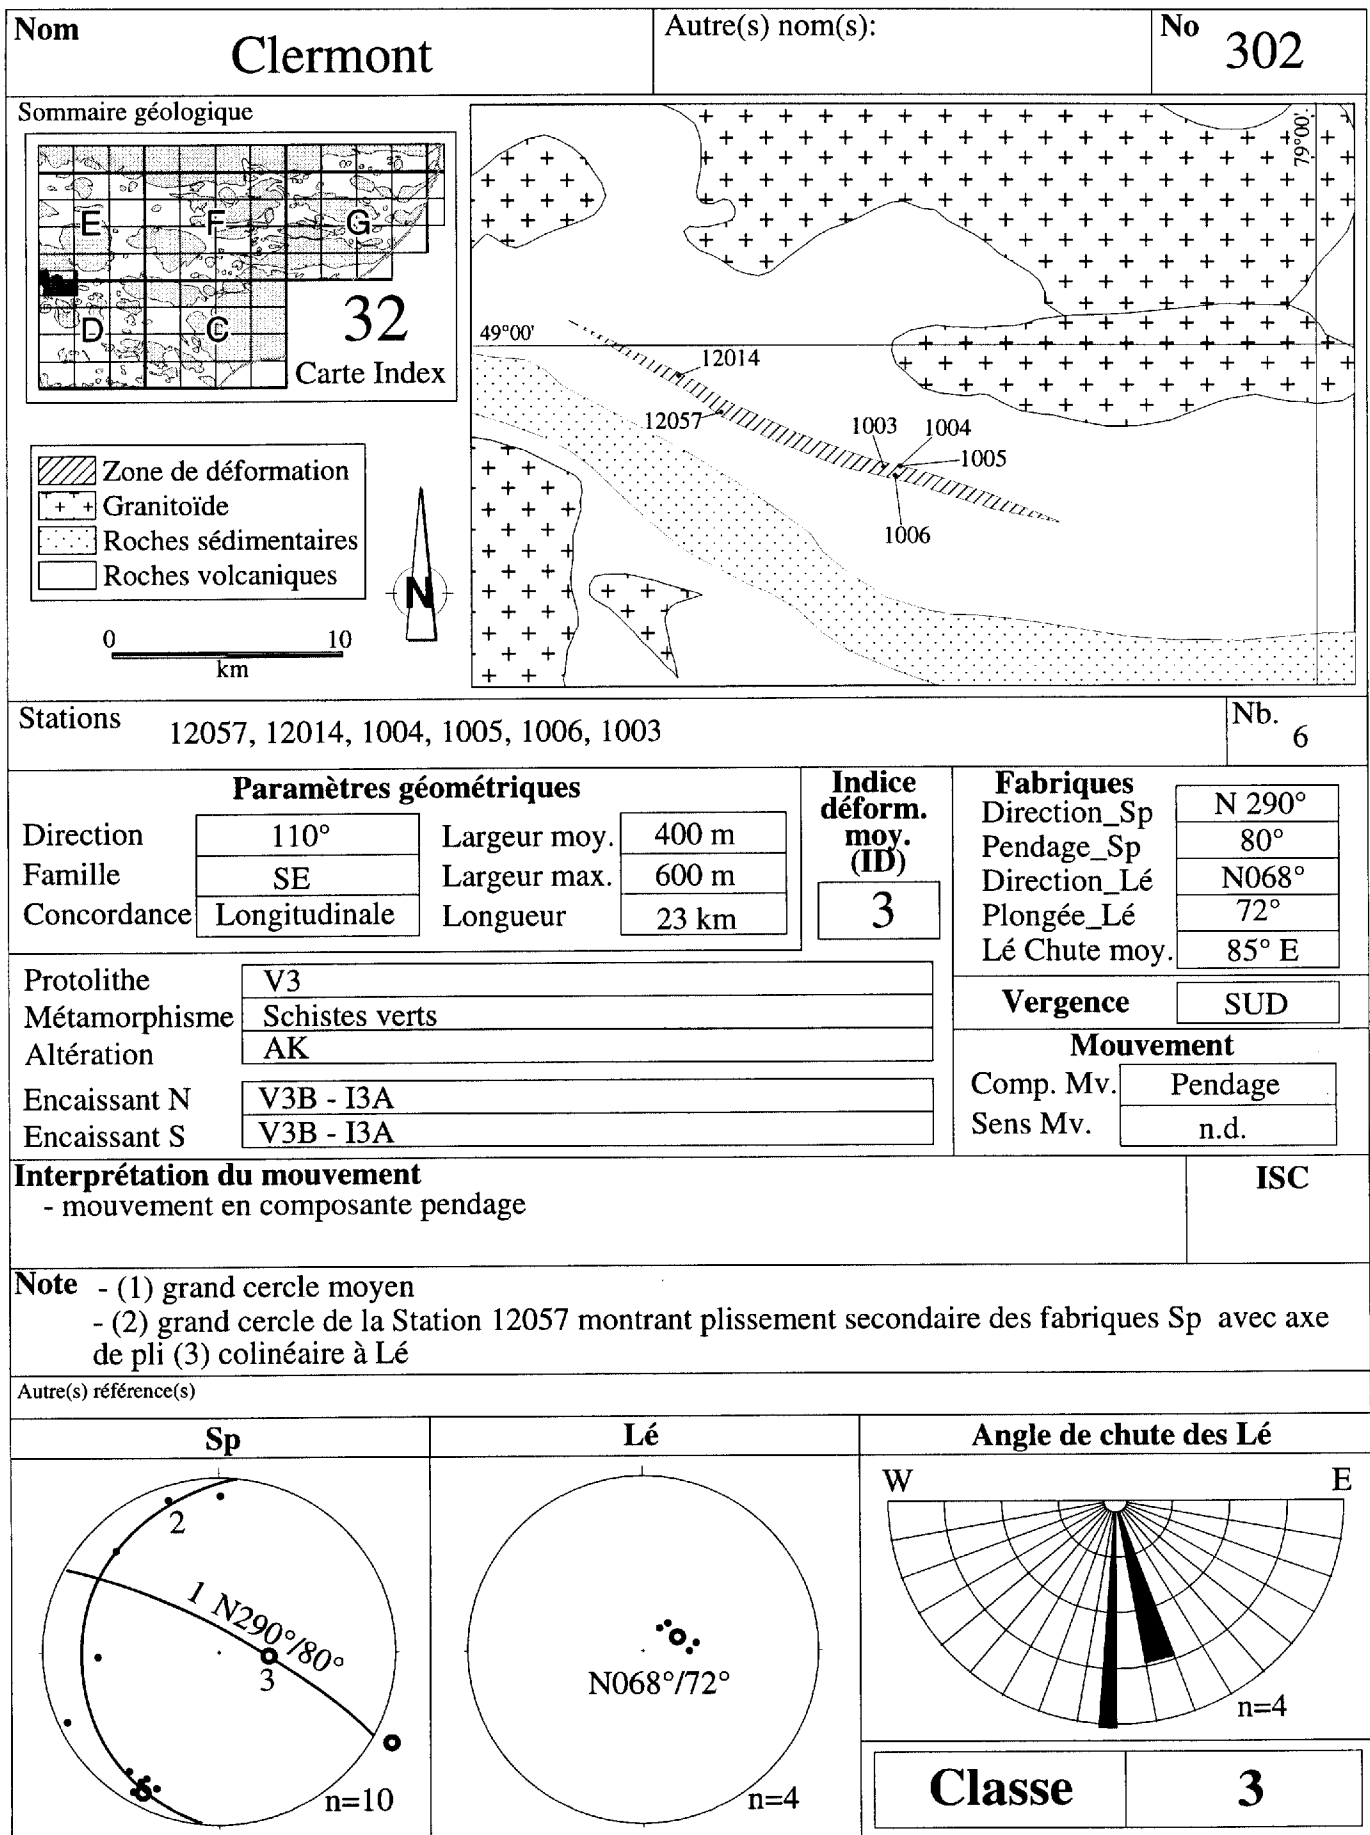 Nom
Clermont
Autre(s) nom(s):
No 302
Sommaire géologique
E
F
G
D
C
32
Carte Index
Zone de déformation
Granitoïde
Roches sédimentaires
Roches volcaniques
0
10
km
N
79°00'
49°00'
12014
12057
1003
1004
1005
1006
Stations 12057, 12014, 1004, 1005, 1006, 1003
Nb. 6
Paramètres géométriques
Direction 110° Largeur moy. 400 m
Famille SE Largeur max. 600 m
Concordance Longitudinale Longueur 23 km
Indice
déform.
moy.
(ID)
3
Fabriques
Direction_Sp N 290°
Pendage_Sp 80°
Direction_Lé N068°
Plongée_Lé 72°
Lé Chute moy. 85° E
Protolithe V3
Métamorphisme Schistes verts
Altération AK
Encaissant N V3B - I3A
Encaissant S V3B - I3A
Vergence SUD
Mouvement
Comp. Mv. Pendage
Sens Mv. n.d.
Interprétation du mouvement
- mouvement en composante pendage
ISC
Note - (1) grand cercle moyen
- (2) grand cercle de la Station 12057 montrant plissement secondaire des fabriques Sp avec axe
de pli (3) colinéaire à Lé
Autre(s) référence(s)
Sp
2
1 N290°/80°
3
n=10
Lé
N068°/72°
n=4
Angle de chute des Lé
W
E
n=4
Classe 3